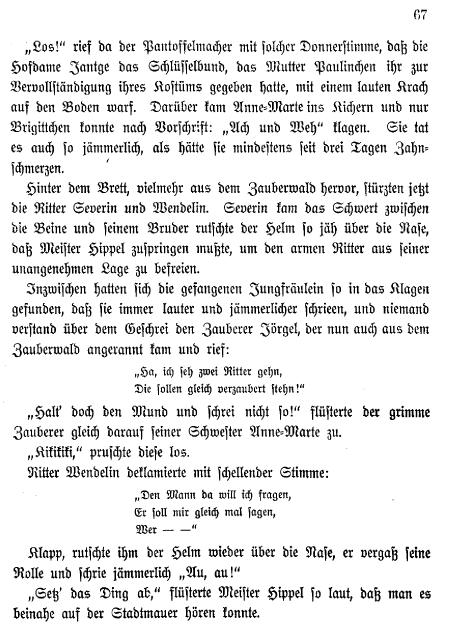 67
„Los!“ rief da der Pantoffelmacher mit solcher Donnerstimme, daß die
Hofdame Jantge das Schlüsselbund, das Mutter Paulinchen ihr zur
Vervollständigung ihres Kostüms gegeben hatte, mit einem lauten Krach
auf den Boden warf. Darüber kam Anne-Marte ins Kichern und nur
Brigittchen konnte nach Vorschrift: „Ach und Weh“ klagen. Sie tat
es auch so jämmerlich, als hätte sie mindestens seit drei Tagen Zahn-
schmerzen.
Hinter dem Brett, vielmehr aus dem Zauberwald hervor, stürzten jetzt
die Ritter Severin und Wendelin. Severin kam das Schwert zwischen
die Beine und seinem Bruder rutschte der Helm so jäh über die Nase,
daß Meister Hippel zuspringen mußte, um den armen Ritter aus seiner
unangenehmen Lage zu befreien.
Inzwischen hatten sich die gefangenen Jungfräulein so in das Klagen
gefunden, daß sie immer lauter und jämmerlicher schrieen, und niemand
verstand über dem Geschrei den Zauberer Jörgel, der nun auch aus dem
Zauberwald angerannt kam und rief:
„Ha, ich seh zwei Ritter gehn,
Die sollen gleich verzaubert stehn!“
„Halt' doch den Mund und schrei nicht so!“ flüsterte der grimme
Zauberer gleich darauf seiner Schwester Anne-Marte zu.
„Kikikiki,“ pruschte diese los.
Ritter Wendelin deklamierte mit schellender Stimme:
„Den Mann da will ich fragen,
Er soll mir gleich mal sagen,
Wer — —“
Klapp, rutschte ihm der Helm wieder über die Nase, er vergaß seine
Rolle und schrie jämmerlich „Au, au!“
„Setz' das Ding ab,“ flüsterte Meister Hippel so laut, daß man es
beinahe auf der Stadtmauer hören konnte.